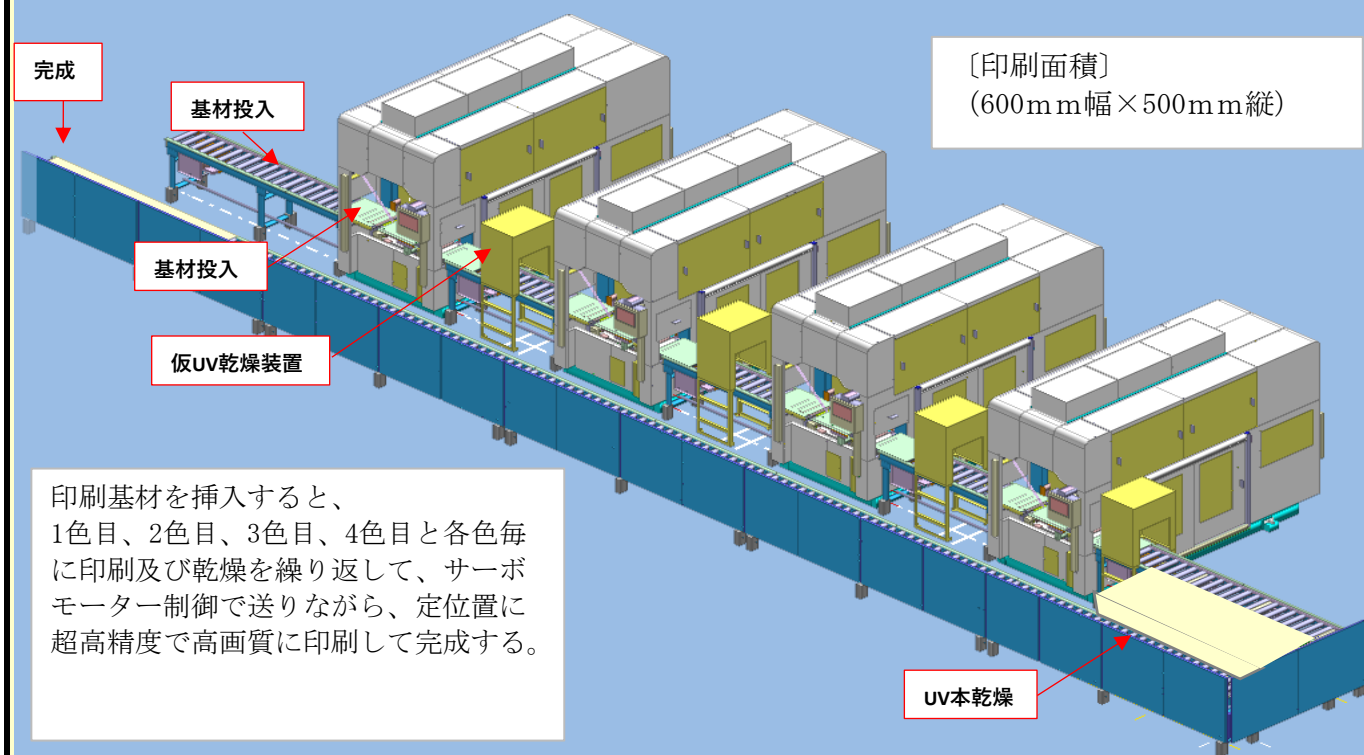 完成
基材投入
〔印刷面積〕
(600mm幅×500mm縦)
基材投入
仮UV乾燥装置
印刷基材を挿入すると、
1色目、2色目、3色目、4色目と各色毎
に印刷及び乾燥を繰り返して、サーボ
モーター制御で送りながら、定位置に
超高精度で高画質に印刷して完成する。
UV本乾燥